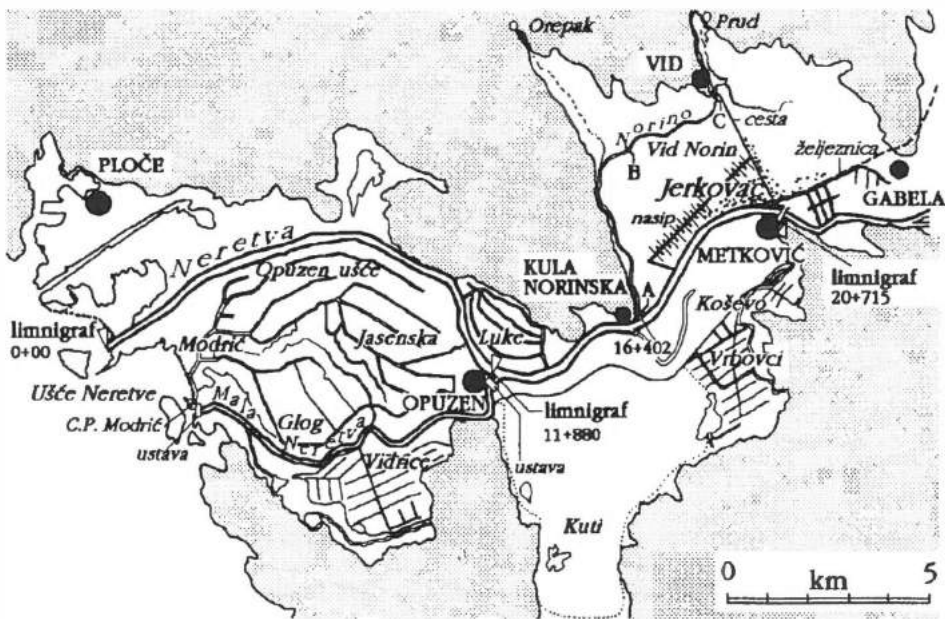 Orepak
Prud
VID
cesta
C
Norino
Vid Norin
željeznica
B
PLOČE
Jerkovac
GABELA
nasip
Neretva
METKOVIĆ
Opuzen ušće
KULA
NORINSKA
A
limnigraf
20+715
Koševo
limnigraf
0+00
Modrič
Jasenska
Luke
16+402
Vrbovci
Ušće Neretve
OPUZEN
Mala
Neretva
limnigraf
11+880
C.P. Modrič
Glog
ustava
Vidrice
ustava
Kuti
0 5
km